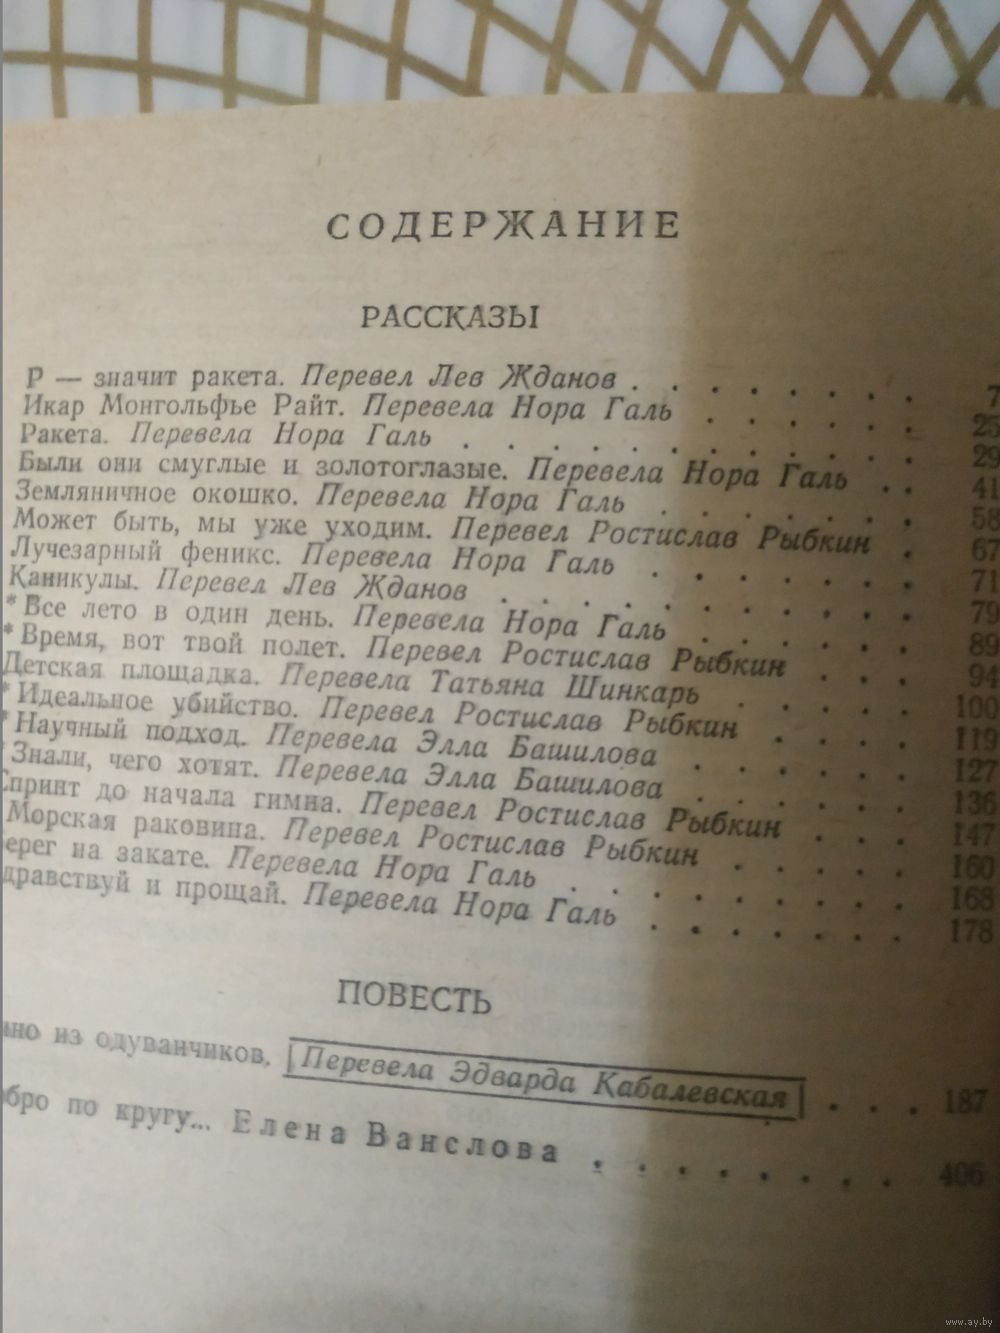 СОДЕРЖАНИЕ
РАССКАЗЫ
Р — значит ракета. Перевел Лев Жданов . . . . . . . 7
Икар Монгольфье Райт. Перевела Нора Галь . . . . . . 25
Ракета. Перевела Нора Галь . . . . . . . . . . . 29
Были они смуглые и золотоглазые. Перевела Нора Галь . . 41
Земляничное окошко. Перевела Нора Галь . . . . . . . 58
Может быть, мы уже уходим. Перевел Ростислав Рыбкин . 67
Лучезарный феникс. Перевела Нора Галь . . . . . . . 71
Каникулы. Перевел Лев Жданов . . . . . . . . . . 79
* Все лето в один день. Перевела Нора Галь . . . . . . 89
* Время, вот твой полет. Перевел Ростислав Рыбкин . . . 94
Детская площадка. Перевела Татьяна Шинкарь . . . . . 100
* Идеальное убийство. Перевел Ростислав Рыбкин . . . . 119
* Научный подход. Перевела Элла Башилова . . . . . . 127
* Знали, чего хотят. Перевела Элла Башилова . . . . . . 136
Спринт до начала гимна. Перевел Ростислав Рыбкин . . . 147
Морская раковина. Перевел Ростислав Рыбкин . . . . . 160
ерег на закате. Перевела Нора Галь . . . . . . . . . 168
дравствуй и прощай. Перевела Нора Галь . . . . . . . 178
ПОВЕСТЬ
но из одуванчиков. Перевела Эдварда Кабалевская . . . 187
обро по кругу... Елена Ванслова . . . . . . . . 406
www.ay.by